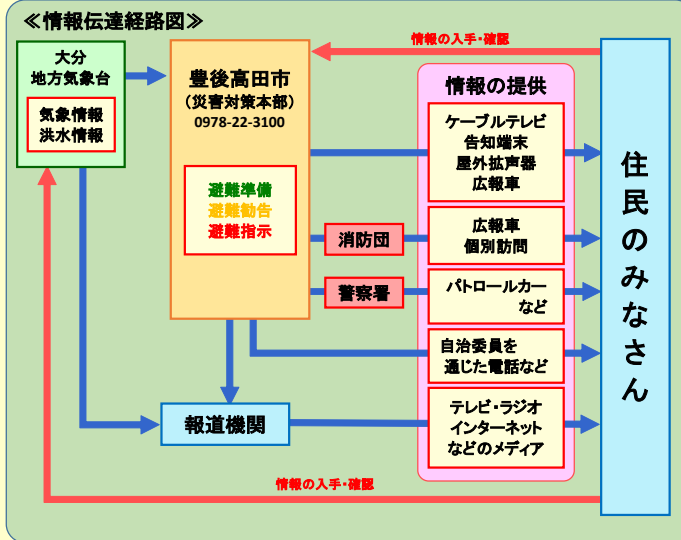 ≪情報伝達経路図≫
情報の入手・確認
大分
地方気象台
気象情報
洪水情報
豊後高田市
(災害対策本部)
0978-22-3100
避難準備
避難勧告
避難指示
情報の提供
ケーブルテレビ
告知端末
屋外拡声器
広報車
消防団
広報車
個別訪問
警察署
パトロールカー
など
自治委員を
通じた電話など
報道機関
テレビ・ラジオ
インターネット
などのメディア
住民のみなさん
情報の入手・確認